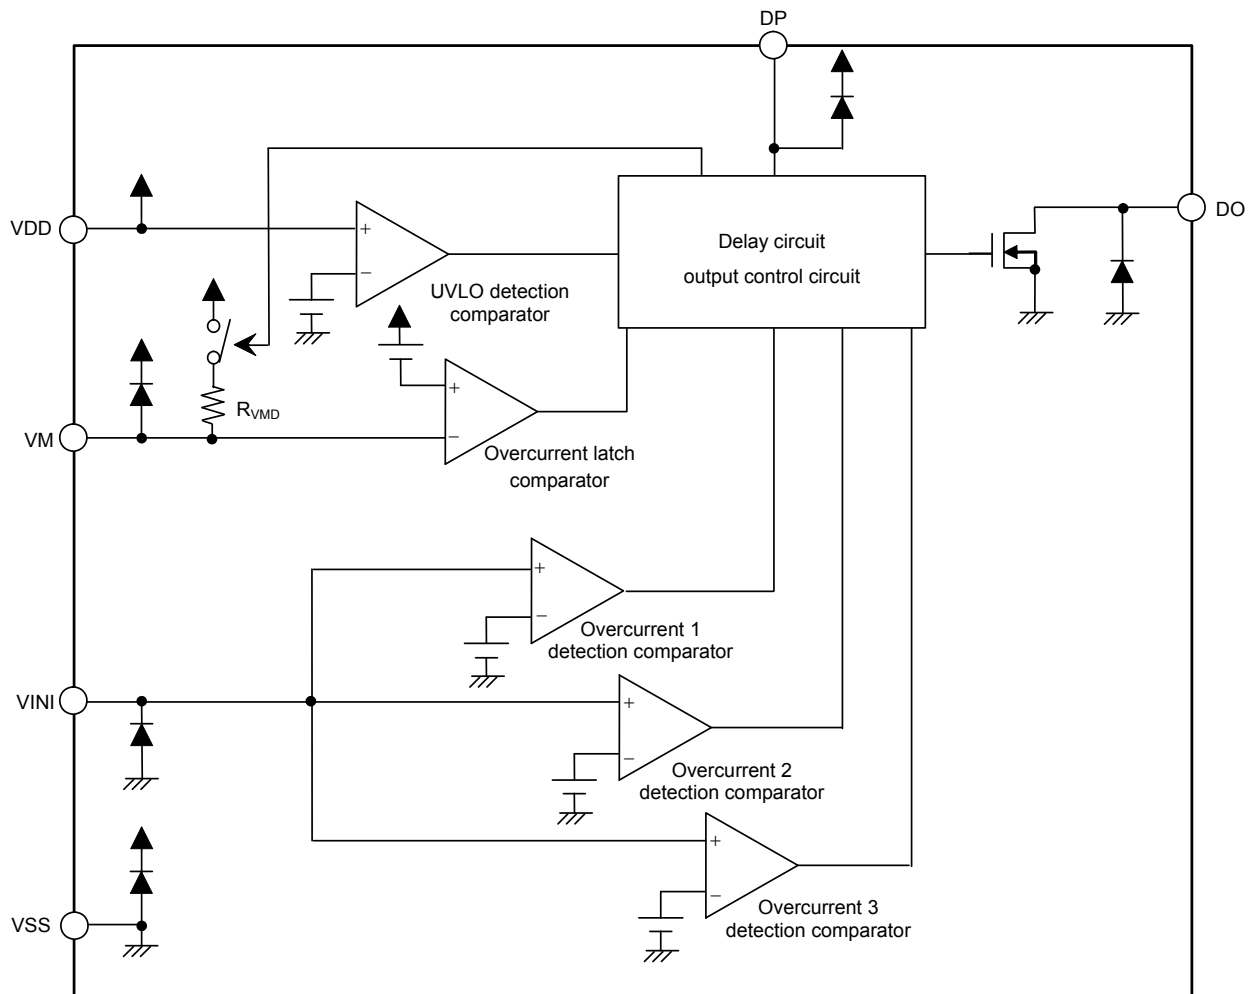 DP
VDD
+
−
UVLO detection
comparator
Delay circuit
output control circuit
DO
RVMD
VM
+
−
Overcurrent latch
comparator
+
−
Overcurrent 1
detection comparator
VINI
+
−
Overcurrent 2
detection comparator
+
−
Overcurrent 3
detection comparator
VSS